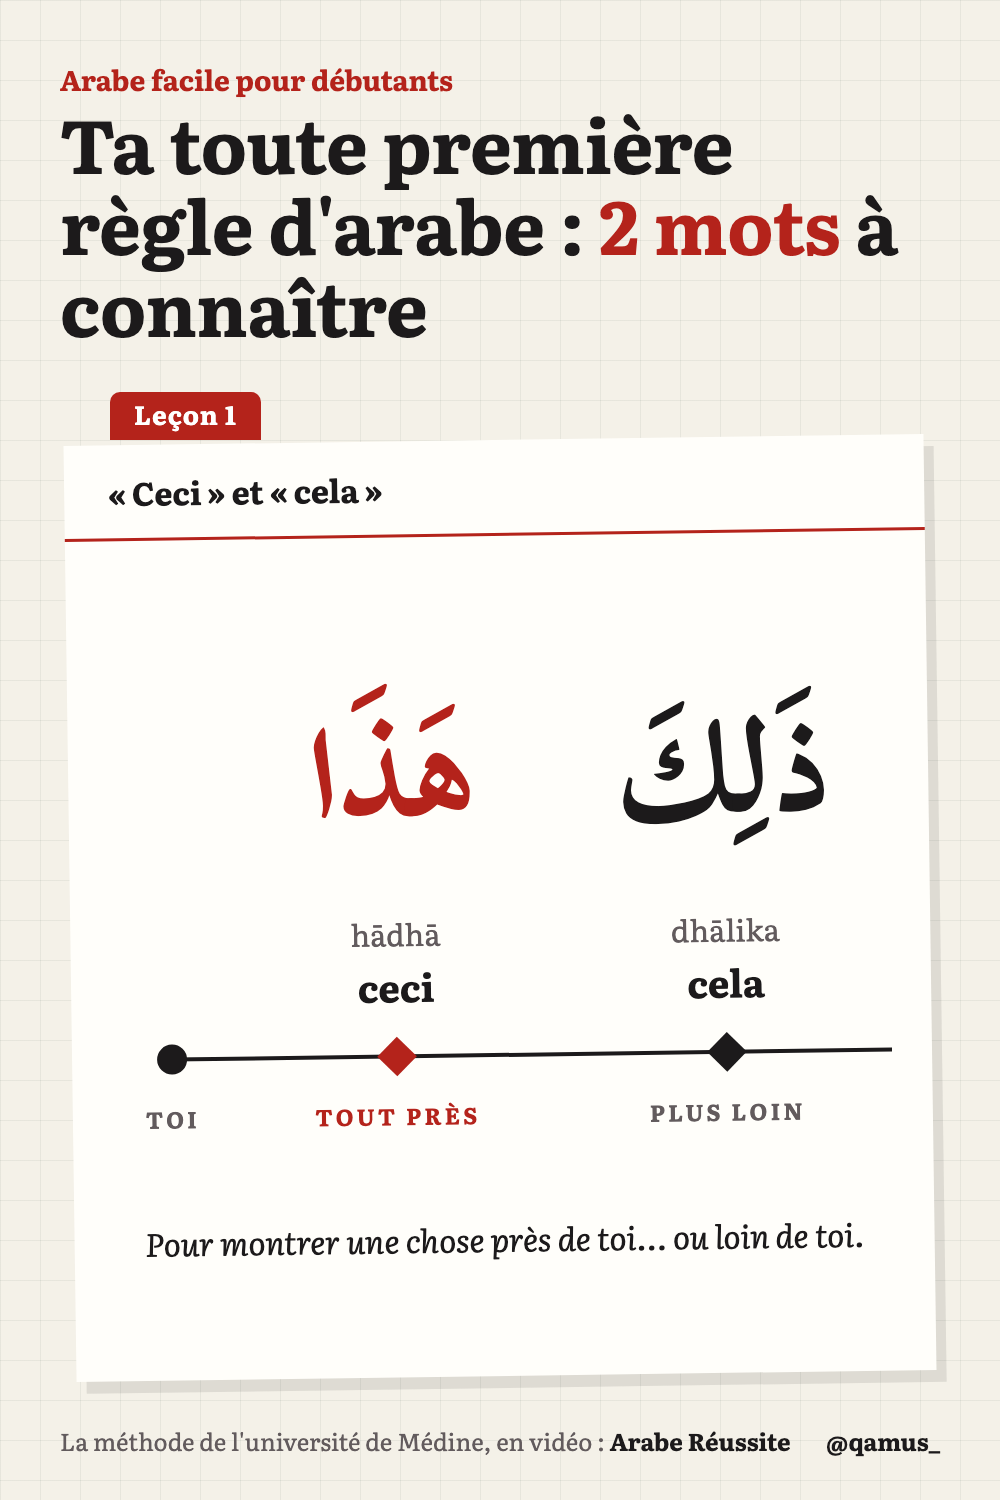 Arabe facile pour débutants
Ta toute première
règle d'arabe : 2 mots à
connaître
Leçon 1
« Ceci » et « cela »
هَذَا ذَلِكَ
hādhā dhālika
ceci cela
TOI TOUT PRÈS PLUS LOIN
Pour montrer une chose près de toi... ou loin de toi.
La méthode de l'université de Médine, en vidéo : Arabe Réussite @qamus_